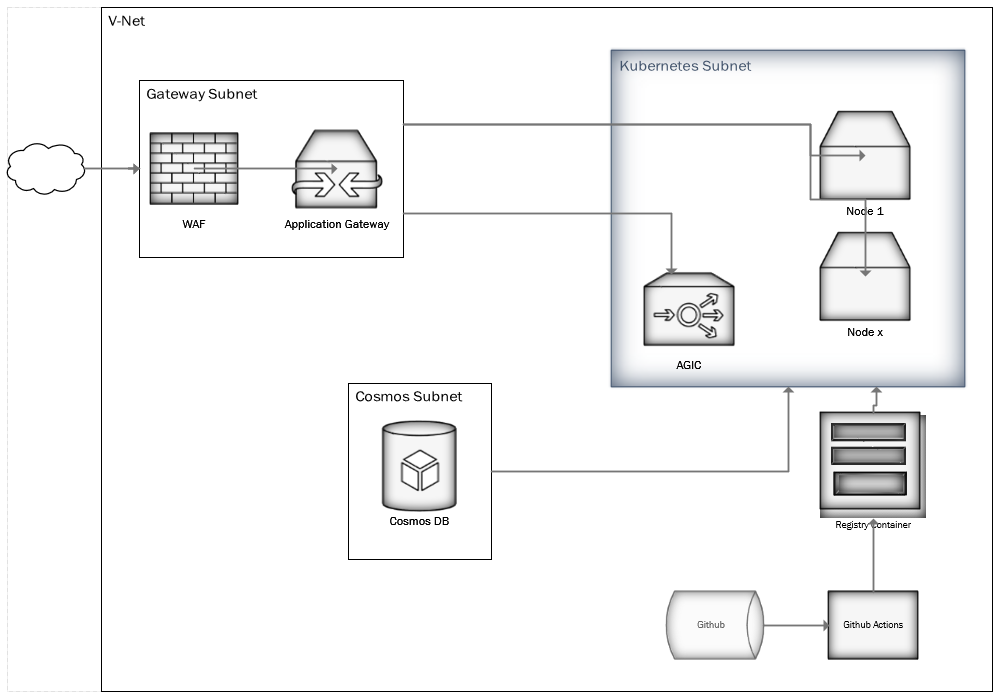 V-Net
Gateway Subnet
WAF
Application Gateway
Kubernetes Subnet
Node 1
Node x
AGIC
Cosmos Subnet
Cosmos DB
Registry Container
Github
Github Actions